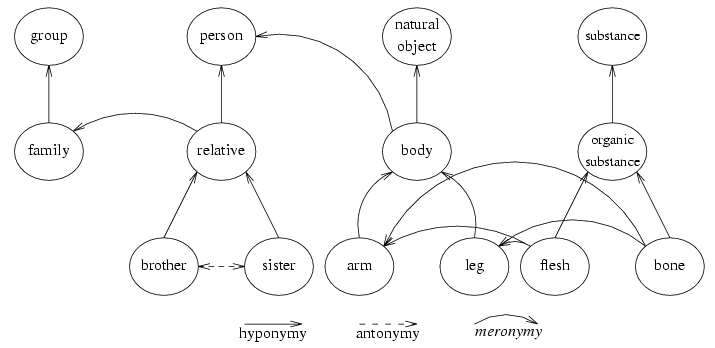 group
person
natural
object
substance
family
relative
body
organic
substance
brother
sister
arm
leg
flesh
bone
hyponymy
antonymy
meronymy